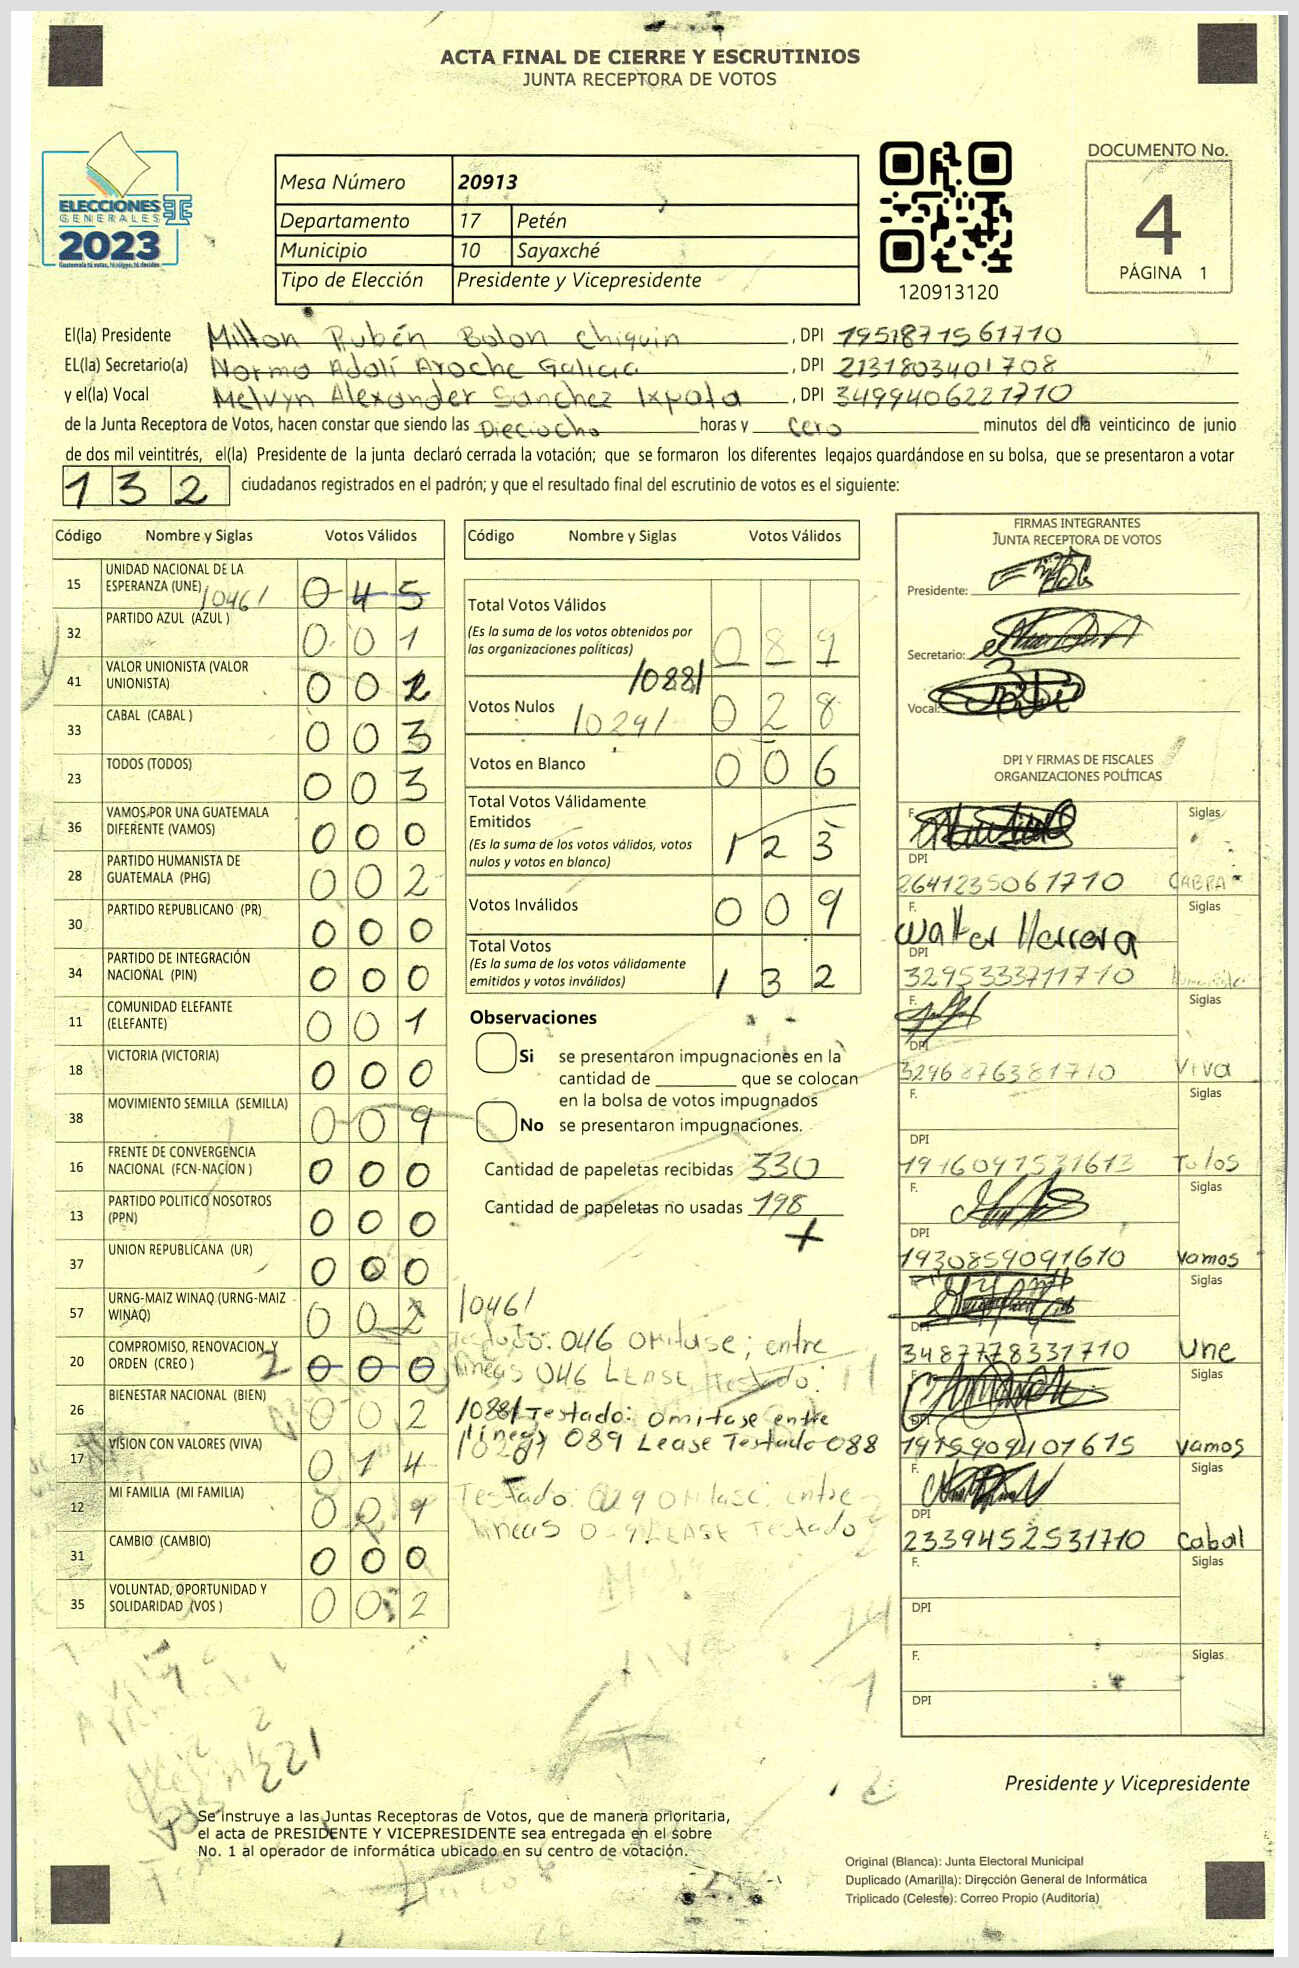 ACTA FINAL DE CIERRE Y ESCRUTINIOS
JUNTA RECEPTORA DE VOTOS
ELECCIONES
GENERALES
2023
Guatemala tú votas, tú eliges, tú decides
Mesa Número 20913
Departamento 17 Petén
Municipio 10 Sayaxché
Tipo de Elección Presidente y Vicepresidente
120913120
DOCUMENTO No.
4
PÁGINA 1
El(la) Presidente Milton Rubén Bolon Chiquin, DPI 1951871561710
EL(la) Secretario(a) Norma Adalí Aroche Galicia, DPI 2131803401708
y el(la) Vocal Melvyn Alexander Sanchez Ixpata, DPI 3499406221710
de la Junta Receptora de Votos, hacen constar que siendo las Dieciocho horas y Cero minutos del día veinticinco de junio
de dos mil veintitrés, el(la) Presidente de la junta declaró cerrada la votación; que se formaron los diferentes legajos guardándose en su bolsa, que se presentaron a votar
132 ciudadanos registrados en el padrón; y que el resultado final del escrutinio de votos es el siguiente:
Código Nombre y Siglas Votos Válidos
15 UNIDAD NACIONAL DE LA ESPERANZA (UNE) /046/ 0 4 5
32 PARTIDO AZUL (AZUL) 0 0 1
41 VALOR UNIONISTA (VALOR UNIONISTA) 0 0 2
33 CABAL (CABAL) 0 0 3
23 TODOS (TODOS) 0 0 3
36 VAMOS POR UNA GUATEMALA DIFERENTE (VAMOS) 0 0 0
28 PARTIDO HUMANISTA DE GUATEMALA (PHG) 0 0 2
30 PARTIDO REPUBLICANO (PR) 0 0 0
34 PARTIDO DE INTEGRACIÓN NACIONAL (PIN) 0 0 0
11 COMUNIDAD ELEFANTE (ELEFANTE) 0 0 1
18 VICTORIA (VICTORIA) 0 0 0
38 MOVIMIENTO SEMILLA (SEMILLA) 0 0 9
16 FRENTE DE CONVERGENCIA NACIONAL (FCN-NACION) 0 0 0
13 PARTIDO POLITICO NOSOTROS (PPN) 0 0 0
37 UNION REPUBLICANA (UR) 0 0 0
57 URNG-MAIZ WINAQ (URNG-MAIZ WINAQ) 0 0 2
20 COMPROMISO, RENOVACION Y ORDEN (CREO) 2 0 0 0
26 BIENESTAR NACIONAL (BIEN) 0 0 2
17 VISION CON VALORES (VIVA) 0 1 4
12 MI FAMILIA (MI FAMILIA) 0 0 1
31 CAMBIO (CAMBIO) 0 0 0
35 VOLUNTAD, OPORTUNIDAD Y SOLIDARIDAD (VOS) 0 0 2
Código Nombre y Siglas Votos Válidos
Total Votos Válidos
(Es la suma de los votos obtenidos por
las organizaciones políticas) 0 8 9
/088/
Votos Nulos /029/ 0 2 8
Votos en Blanco 0 0 6
Total Votos Válidamente
Emitidos
(Es la suma de los votos válidos, votos
nulos y votos en blanco) 1 2 3
Votos Inválidos 0 0 9
Total Votos
(Es la suma de los votos válidamente
emitidos y votos inválidos) 1 3 2
Observaciones
Si se presentaron impugnaciones en la
cantidad de ________ que se colocan
en la bolsa de votos impugnados
No se presentaron impugnaciones.
Cantidad de papeletas recibidas 330
Cantidad de papeletas no usadas 198
/046/
Testado: 046 Omitase; entre
lineas 046 LEASE Testado:
/088/ Testado: Omitase entre
lineas 089 Lease Testado 088
Testado: 029 Omitase: entre
lineas LEASE Testado
FIRMAS INTEGRANTES
JUNTA RECEPTORA DE VOTOS
Presidente:
Secretario:
Vocal:
DPI Y FIRMAS DE FISCALES
ORGANIZACIONES POLÍTICAS
F. Siglas
DPI
2641235061710
F. Walter Herrera Siglas
DPI
3295333711710
F. Siglas
DPI
3296876381710 Viva
F. Siglas
DPI
1916041531613 Todos
F. Siglas
DPI
1930859091610 Vamos
F. Siglas
DPI
3487778331710 Une
F. Siglas
DPI
1915909401615 Vamos
F. Siglas
DPI
2339452531710 Cabal
F. Siglas
DPI
F. Siglas
DPI
Presidente y Vicepresidente
Se instruye a las Juntas Receptoras de Votos, que de manera prioritaria,
el acta de PRESIDENTE Y VICEPRESIDENTE sea entregada en el sobre
No. 1 al operador de informática ubicado en su centro de votación.
Original (Blanca): Junta Electoral Municipal
Duplicado (Amarilla): Dirección General de Informática
Triplicado (Celeste): Correo Propio (Auditoria)